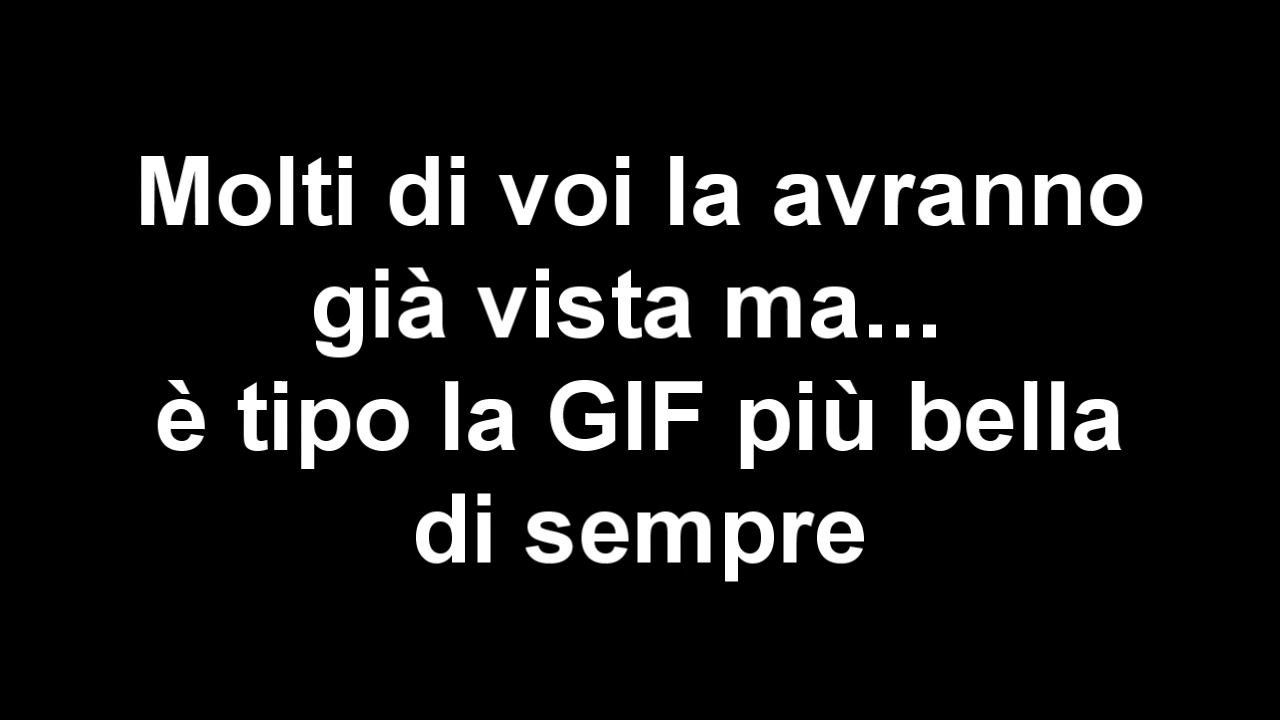 Molti di voi la avranno
già vista ma...
è tipo la GIF più bella
di sempre